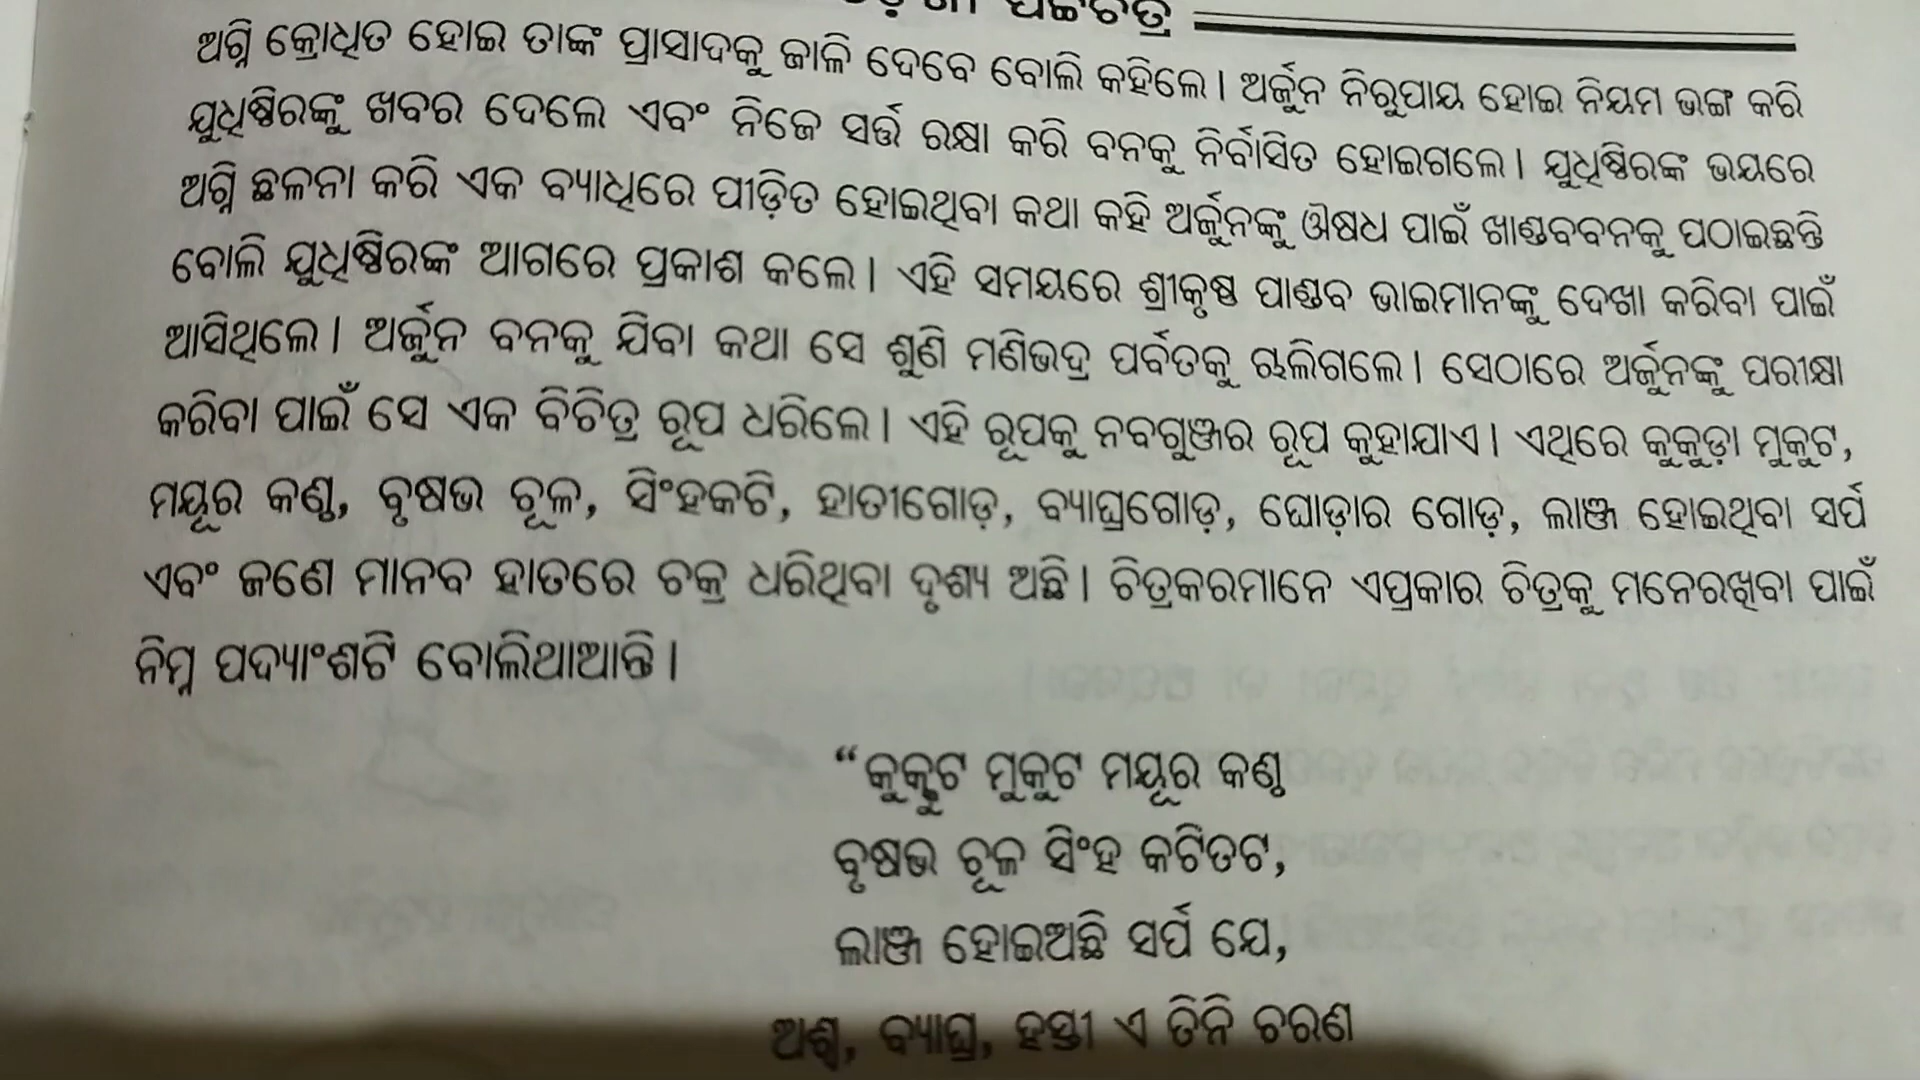 ପଟ୍ଟଚିତ୍ର
ଅଗ୍ନି କ୍ରୋଧିତ ହୋଇ ତାଙ୍କ ପ୍ରାସାଦକୁ ଜାଳି ଦେବେ ବୋଲି କହିଲେ। ଅର୍ଜୁନ ନିରୁପାୟ ହୋଇ ନିୟମ ଭଙ୍ଗ କରି
ଯୁଧିଷ୍ଠିରଙ୍କୁ ଖବର ଦେଲେ ଏବଂ ନିଜେ ସର୍ତ୍ତ ରକ୍ଷା କରି ବନକୁ ନିର୍ବାସିତ ହୋଇଗଲେ। ଯୁଧିଷ୍ଠିରଙ୍କ ଭୟରେ
ଅଗ୍ନି ଛଳନା କରି ଏକ ବ୍ୟାଧିରେ ପୀଡ଼ିତ ହୋଇଥିବା କଥା କହି ଅର୍ଜୁନଙ୍କୁ ଔଷଧ ପାଇଁ ଖାଣ୍ଡବବନକୁ ପଠାଇଛନ୍ତି
ବୋଲି ଯୁଧିଷ୍ଠିରଙ୍କ ଆଗରେ ପ୍ରକାଶ କଲେ। ଏହି ସମୟରେ ଶ୍ରୀକୃଷ୍ଣ ପାଣ୍ଡବ ଭାଇମାନଙ୍କୁ ଦେଖା କରିବା ପାଇଁ
ଆସିଥିଲେ। ଅର୍ଜୁନ ବନକୁ ଯିବା କଥା ସେ ଶୁଣି ମଣିଭଦ୍ର ପର୍ବତକୁ ଚାଲିଗଲେ। ସେଠାରେ ଅର୍ଜୁନଙ୍କୁ ପରୀକ୍ଷା
କରିବା ପାଇଁ ସେ ଏକ ବିଚିତ୍ର ରୂପ ଧରିଲେ। ଏହି ରୂପକୁ ନବଗୁଞ୍ଜର ରୂପ କୁହାଯାଏ। ଏଥିରେ କୁକୁଡ଼ା ମୁକୁଟ,
ମୟୂର କଣ୍ଠ, ବୃଷଭ ଚୂଳ, ସିଂହକଟି, ହାତୀଗୋଡ଼, ବ୍ୟାଘ୍ରଗୋଡ଼, ଘୋଡ଼ାର ଗୋଡ଼, ଲାଞ୍ଜ ହୋଇଥିବା ସର୍ପ
ଏବଂ ଜଣେ ମାନବ ହାତରେ ଚକ୍ର ଧରିଥିବା ଦୃଶ୍ୟ ଅଛି। ଚିତ୍ରକରମାନେ ଏପ୍ରକାର ଚିତ୍ରକୁ ମନେରଖିବା ପାଇଁ
ନିମ୍ନ ପଦ୍ୟାଂଶଟି ବୋଲିଥାଆନ୍ତି।
“କୁକ୍କୁଟ ମୁକୁଟ ମୟୂର କଣ୍ଠ
ବୃଷଭ ଚୂଳ ସିଂହ କଟିତଟ,
ଲାଞ୍ଜ ହୋଇଅଛି ସର୍ପ ଯେ,
ଅଶ୍ୱ, ବ୍ୟାଘ୍ର, ହସ୍ତୀ ଏ ତିନି ଚରଣ